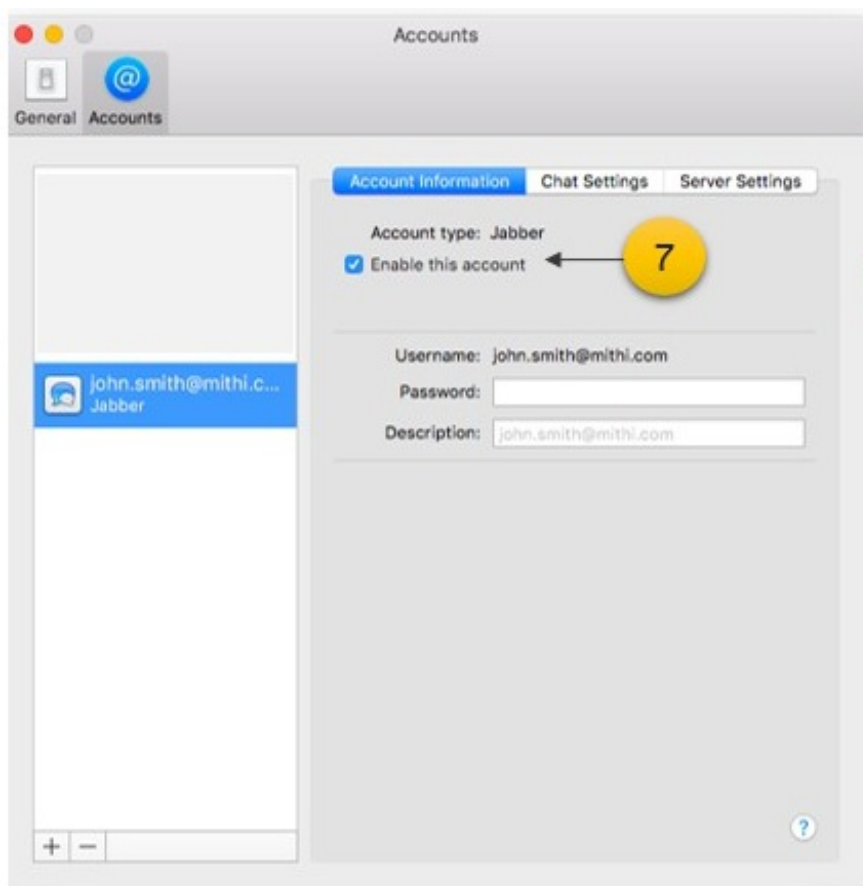 Accounts
General Accounts
Account Information Chat Settings Server Settings
Account type: Jabber
Enable this account
7
john.smith@mithi.c...
Jabber
Username: john.smith@mithi.com
Password:
Description: john.smith@mithi.com
+ −
?